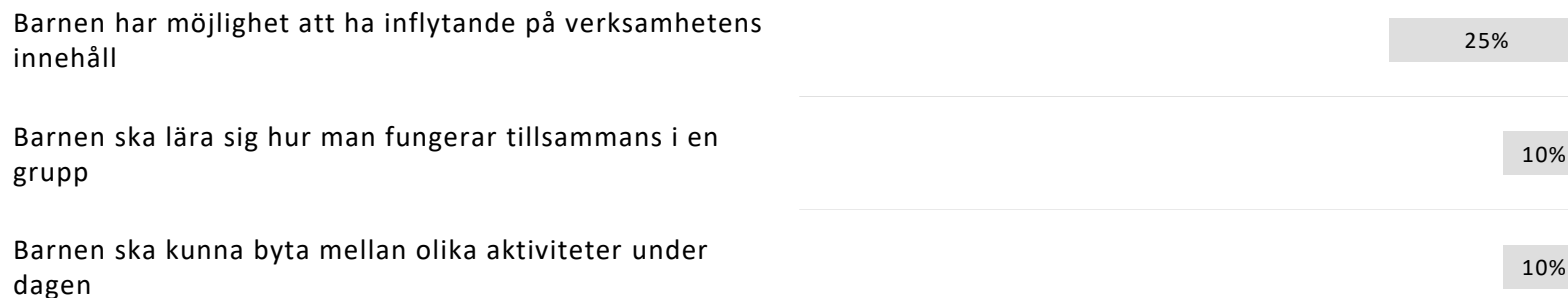 Barnen har möjlighet att ha inflytande på verksamhetens
innehåll
25%
Barnen ska lära sig hur man fungerar tillsammans i en
grupp
10%
Barnen ska kunna byta mellan olika aktiviteter under
dagen
10%